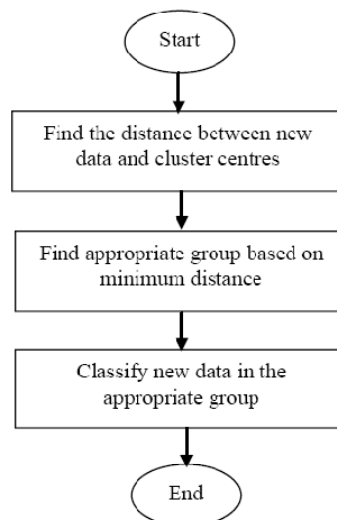 Start
Find the distance between new
data and cluster centres
Find appropriate group based on
minimum distance
Classify new data in the
appropriate group
End